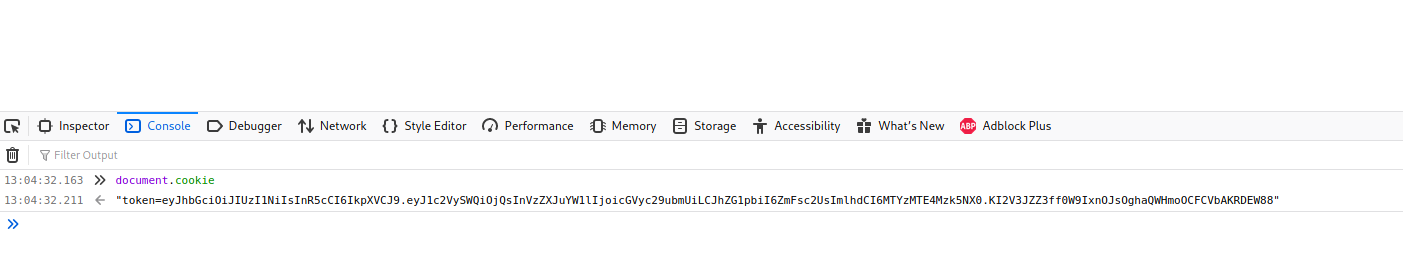 Inspector Console Debugger Network Style Editor Performance Memory Storage Accessibility What's New ABP Adblock Plus
Filter Output
13:04:32.163 document.cookie
13:04:32.211 "token=eyJhbGciOiJIUzI1NiIsInR5cCI6IkpXVCJ9.eyJ1c2VySWQiOjQsInVzZXJuYW1lIjoicGVyc29ubmUiLCJhZG1pbiI6ZmFsc2UsImlhdCI6MTYzMTE4Mzk5NX0.KI2V3JZZ3ff0W9IxnOJsOghaQWHmoOCFCVbAKRDEW88"